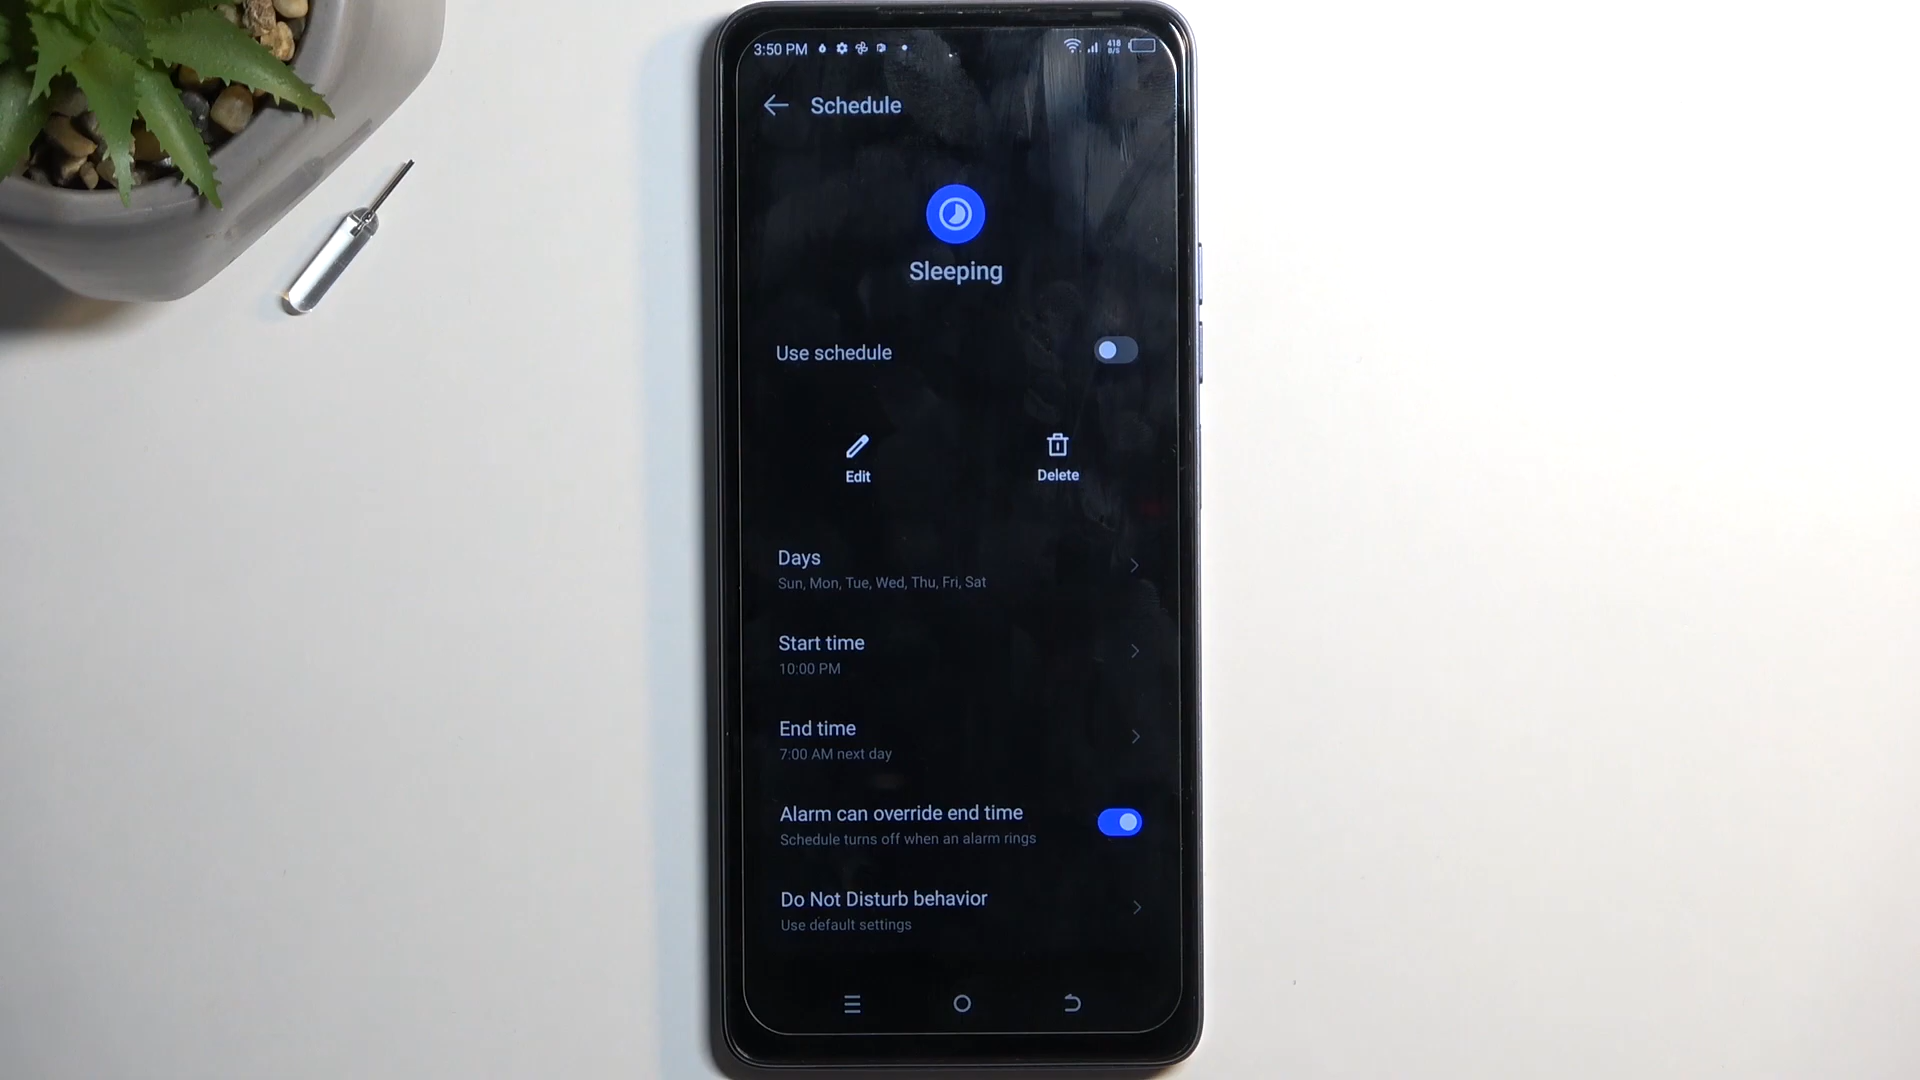 3:50 PM
418
B/S
Schedule
Sleeping
Use schedule
Edit
Delete
Days
Sun, Mon, Tue, Wed, Thu, Fri, Sat
Start time
10:00 PM
End time
7:00 AM next day
Alarm can override end time
Schedule turns off when an alarm rings
Do Not Disturb behavior
Use default settings